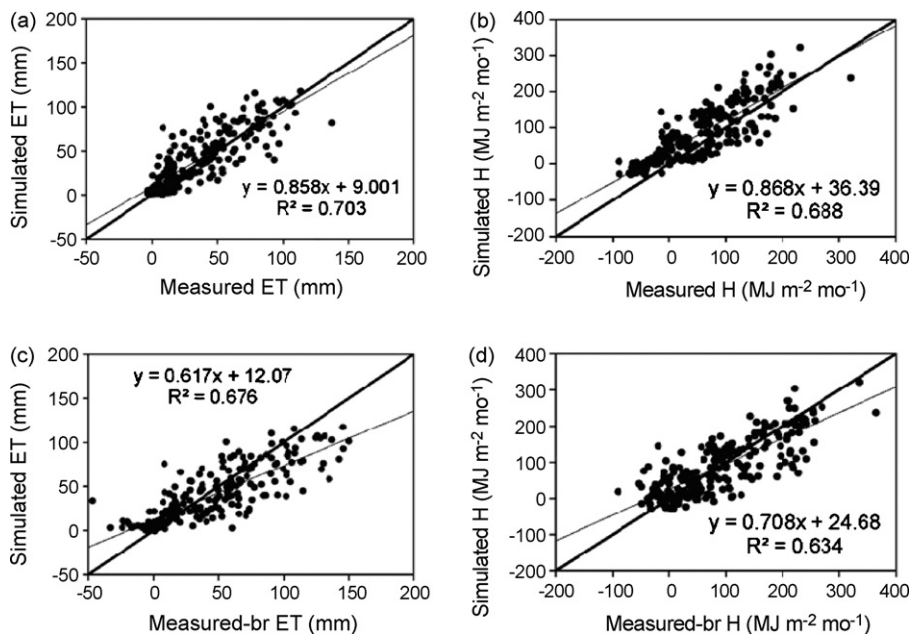 (a)
200
150
100
50
0
-50
Simulated ET (mm)
y = 0.858x + 9.001
R² = 0.703
-50 0 50 100 150 200
Measured ET (mm)
(b)
400
300
200
100
0
-100
-200
Simulated H (MJ m⁻² mo⁻¹)
y = 0.868x + 36.39
R² = 0.688
-200 -100 0 100 200 300 400
Measured H (MJ m⁻² mo⁻¹)
(c)
200
150
100
50
0
-50
Simulated ET (mm)
y = 0.617x + 12.07
R² = 0.676
-50 0 50 100 150 200
Measured-br ET (mm)
(d)
400
300
200
100
0
-100
-200
Simulated H (MJ m⁻² mo⁻¹)
y = 0.708x + 24.68
R² = 0.634
-200 -100 0 100 200 300 400
Measured-br H (MJ m⁻² mo⁻¹)